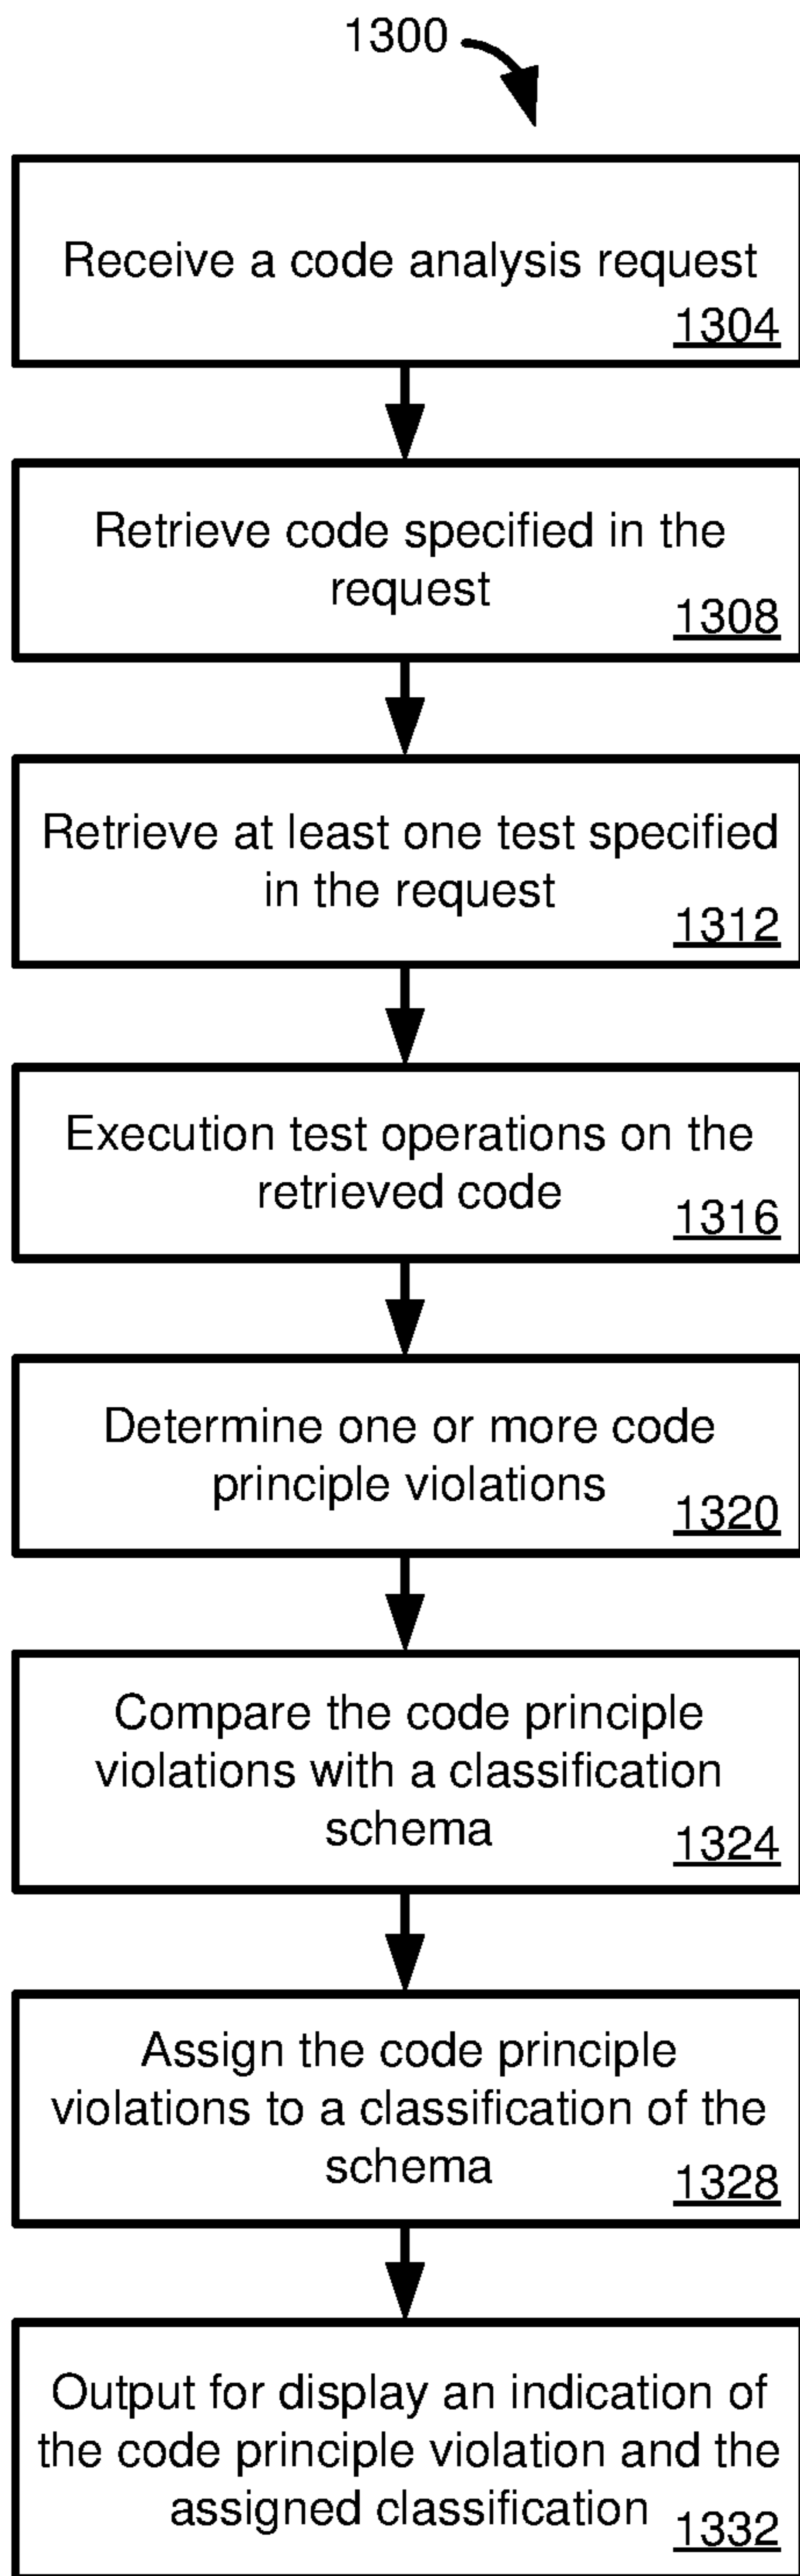 1300
Receive a code analysis request
1304
Retrieve code specified in the
request
1308
Retrieve at least one test specified
in the request
1312
Execution test operations on the
retrieved code
1316
Determine one or more code
principle violations
1320
Compare the code principle
violations with a classification
schema
1324
Assign the code principle
violations to a classification of the
schema
1328
Output for display an indication of
the code principle violation and the
assigned classification
1332